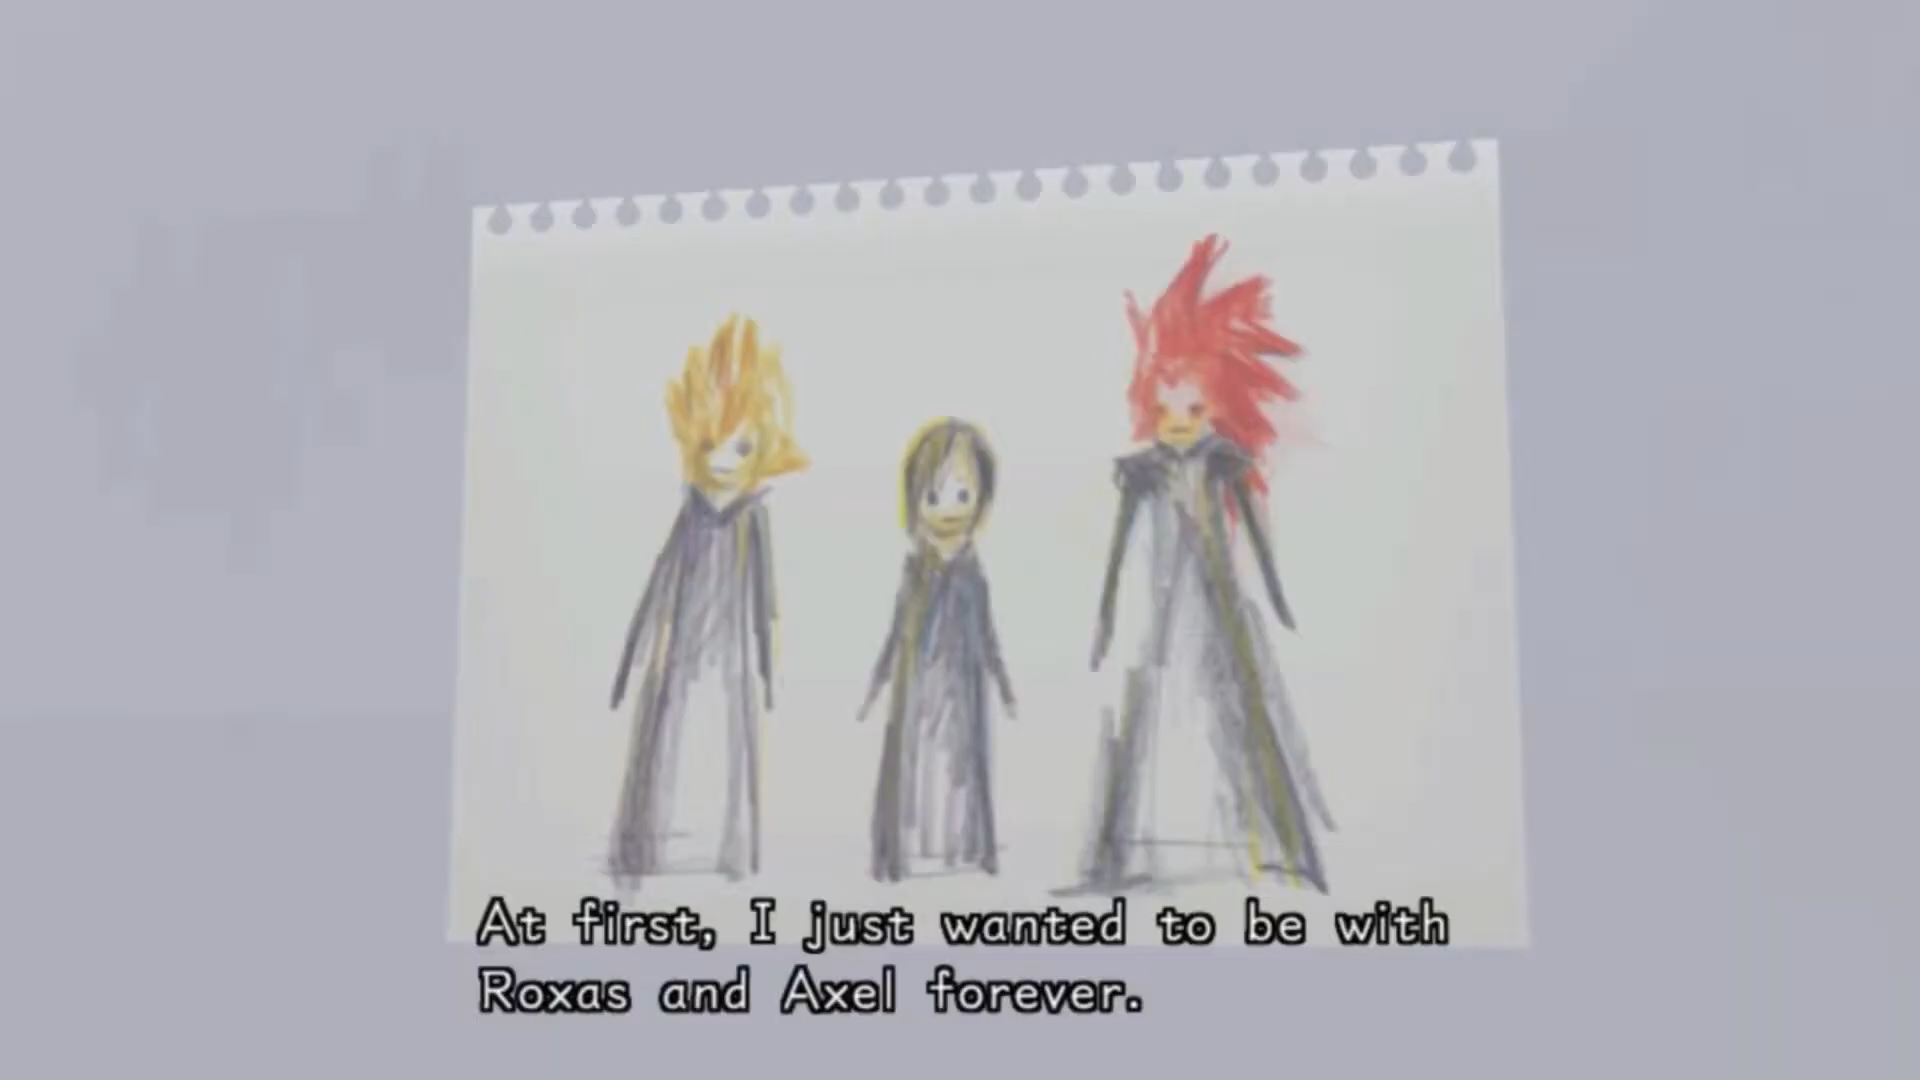 At first, I just wanted to be with
Roxas and Axel forever.